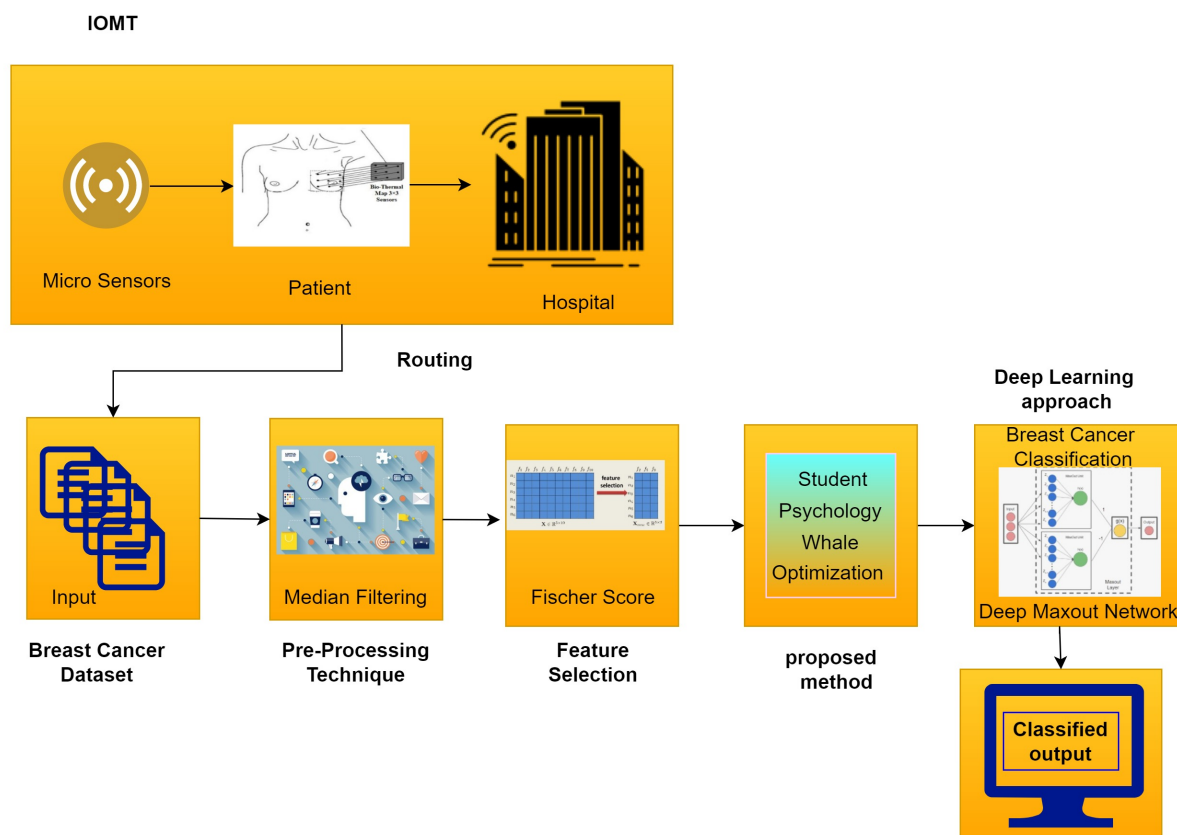 IOMT
Bio-Thermal
Map 3×3
Sensors
Micro Sensors
Patient
Hospital
Routing
Deep Learning
approach
Input
Median Filtering
feature
selection
Fischer Score
Student
Psychology
Whale
Optimization
Breast Cancer
Classification
Maxout
Layer
Deep Maxout Network
Breast Cancer
Dataset
Pre-Processing
Technique
Feature
Selection
proposed
method
Classified
output